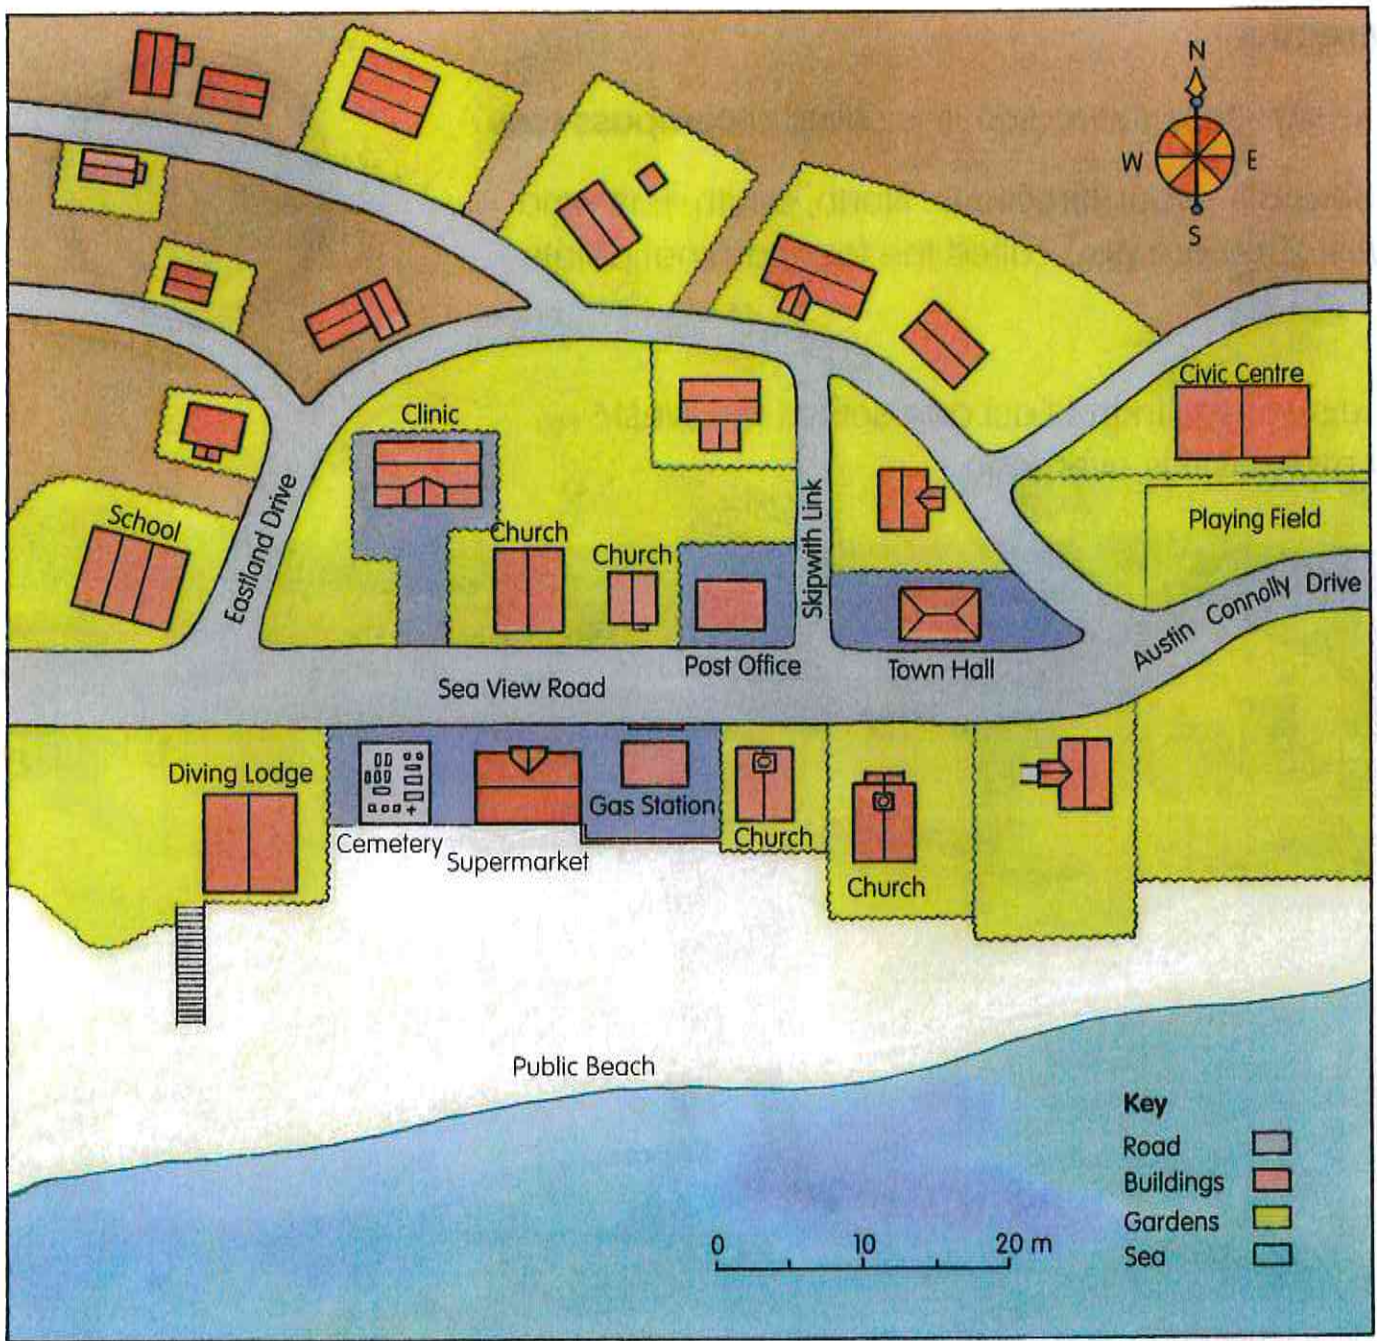 N
W E
S
Civic Centre
Clinic
Playing Field
School
Church
Church
Eastland Drive
Skipwith Link
Austin Connolly Drive
Post Office
Town Hall
Sea View Road
Diving Lodge
Gas Station
Cemetery
Supermarket
Church
Church
Public Beach
Key
Road
Buildings
Gardens
Sea
0 10 20 m